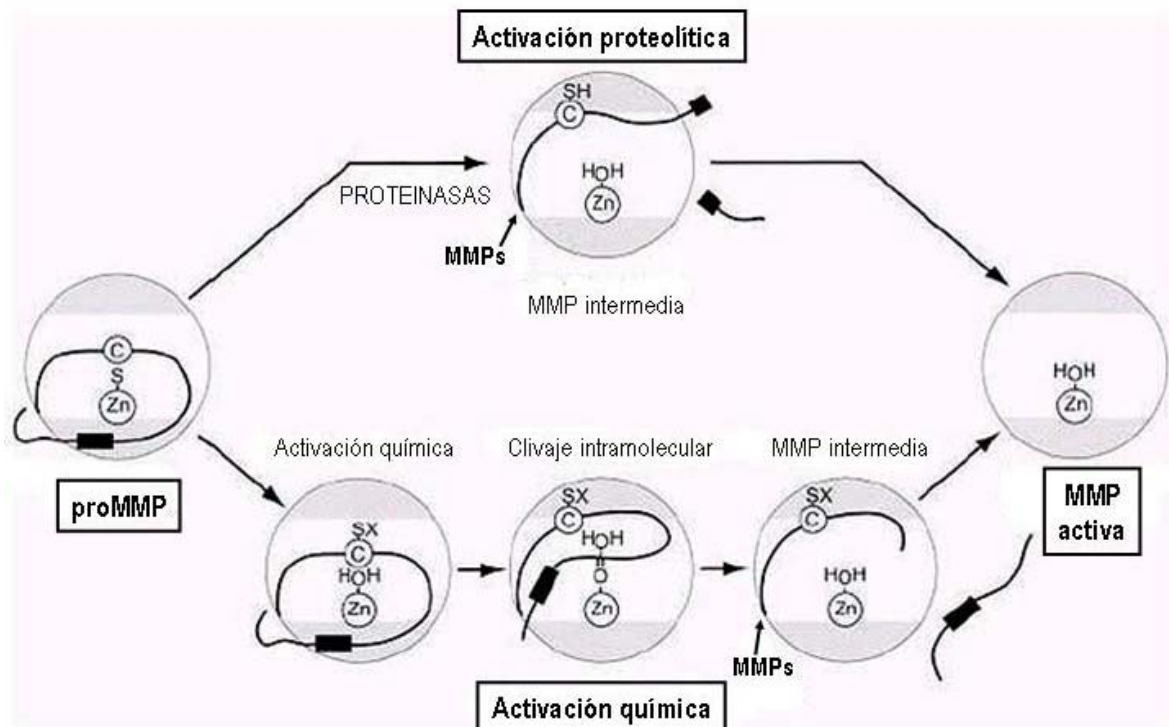 Activación proteolítica
SH
C
HOH
Zn
PROTEINASAS
MMPs
MMP intermedia
C
S
Zn
proMMP
HOH
Zn
MMP
activa
Activación química
Clivaje intramolecular
MMP intermedia
SX
C
HOH
Zn
SX
C
HOH
O
Zn
SX
C
HOH
Zn
MMPs
Activación química